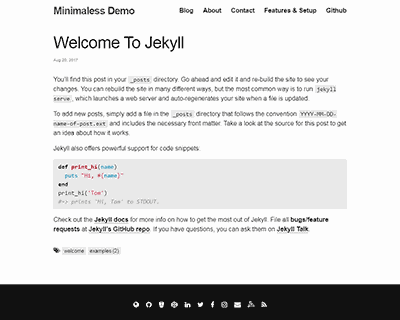 Minimaless Demo
Blog About Contact Features & Setup Github
Welcome To Jekyll
Aug 20, 2017
You'll find this post in your _posts directory. Go ahead and edit it and re-build the site to see your
changes. You can rebuild the site in many different ways, but the most common way is to run jekyll
serve, which launches a web server and auto-regenerates your site when a file is updated.
To add new posts, simply add a file in the _posts directory that follows the convention YYYY-MM-DD-
name-of-post.ext and includes the necessary front matter. Take a look at the source for this post to get
an idea about how it works.
Jekyll also offers powerful support for code snippets:
def print_hi(name)
puts "Hi, #{name}"
end
print_hi('Tom')
#=> prints 'Hi, Tom' to STDOUT.
Check out the Jekyll docs for more info on how to get the most out of Jekyll. File all bugs/feature
requests at Jekyll's GitHub repo. If you have questions, you can ask them on Jekyll Talk.
welcome examples (2)